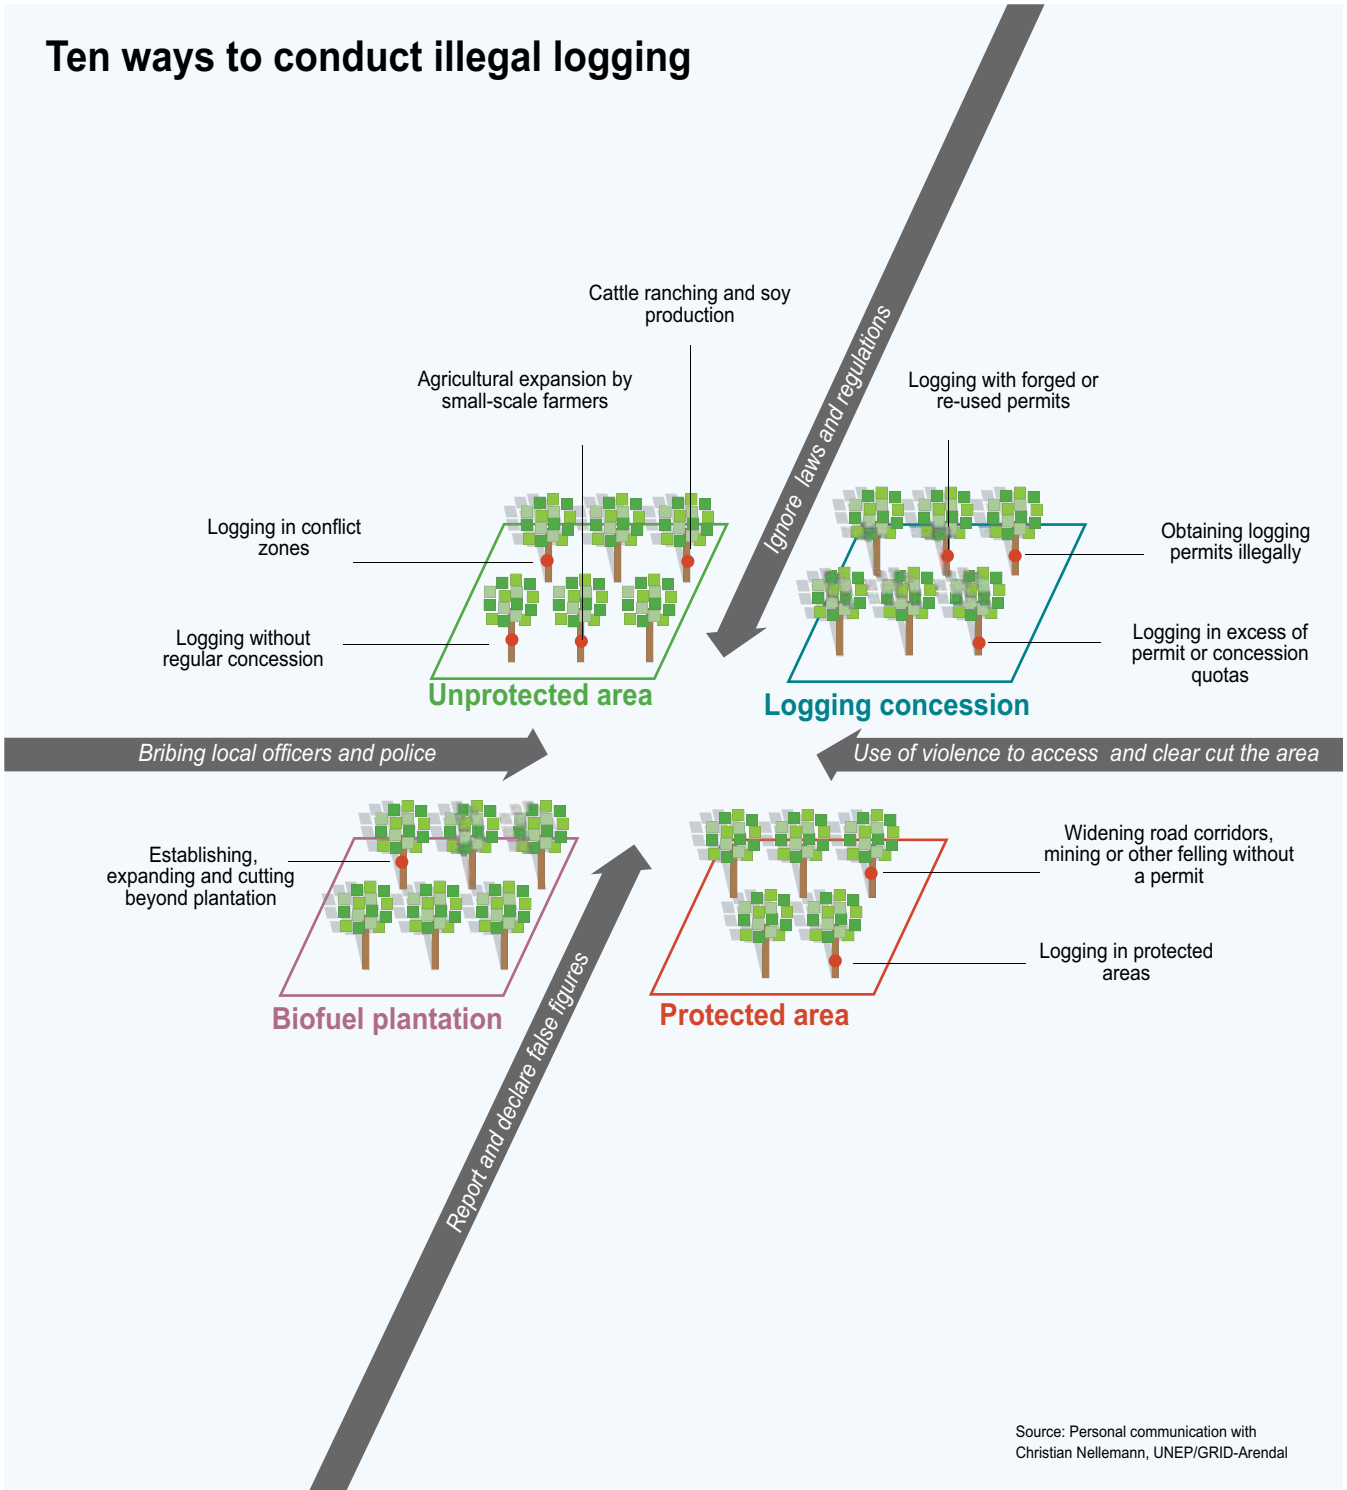 Ten ways to conduct illegal logging
Cattle ranching and soy
production
Agricultural expansion by
small-scale farmers
Logging in conflict
zones
Logging without
regular concession
Unprotected area
Ignore laws and regulations
Logging with forged or
re-used permits
Obtaining logging
permits illegally
Logging in excess of
permit or concession
quotas
Logging concession
Bribing local officers and police
Use of violence to access and clear cut the area
Establishing,
expanding and cutting
beyond plantation
Biofuel plantation
Report and declare false figures
Widening road corridors,
mining or other felling without
a permit
Logging in protected
areas
Protected area
Source: Personal communication with
Christian Nellemann, UNEP/GRID-Arendal